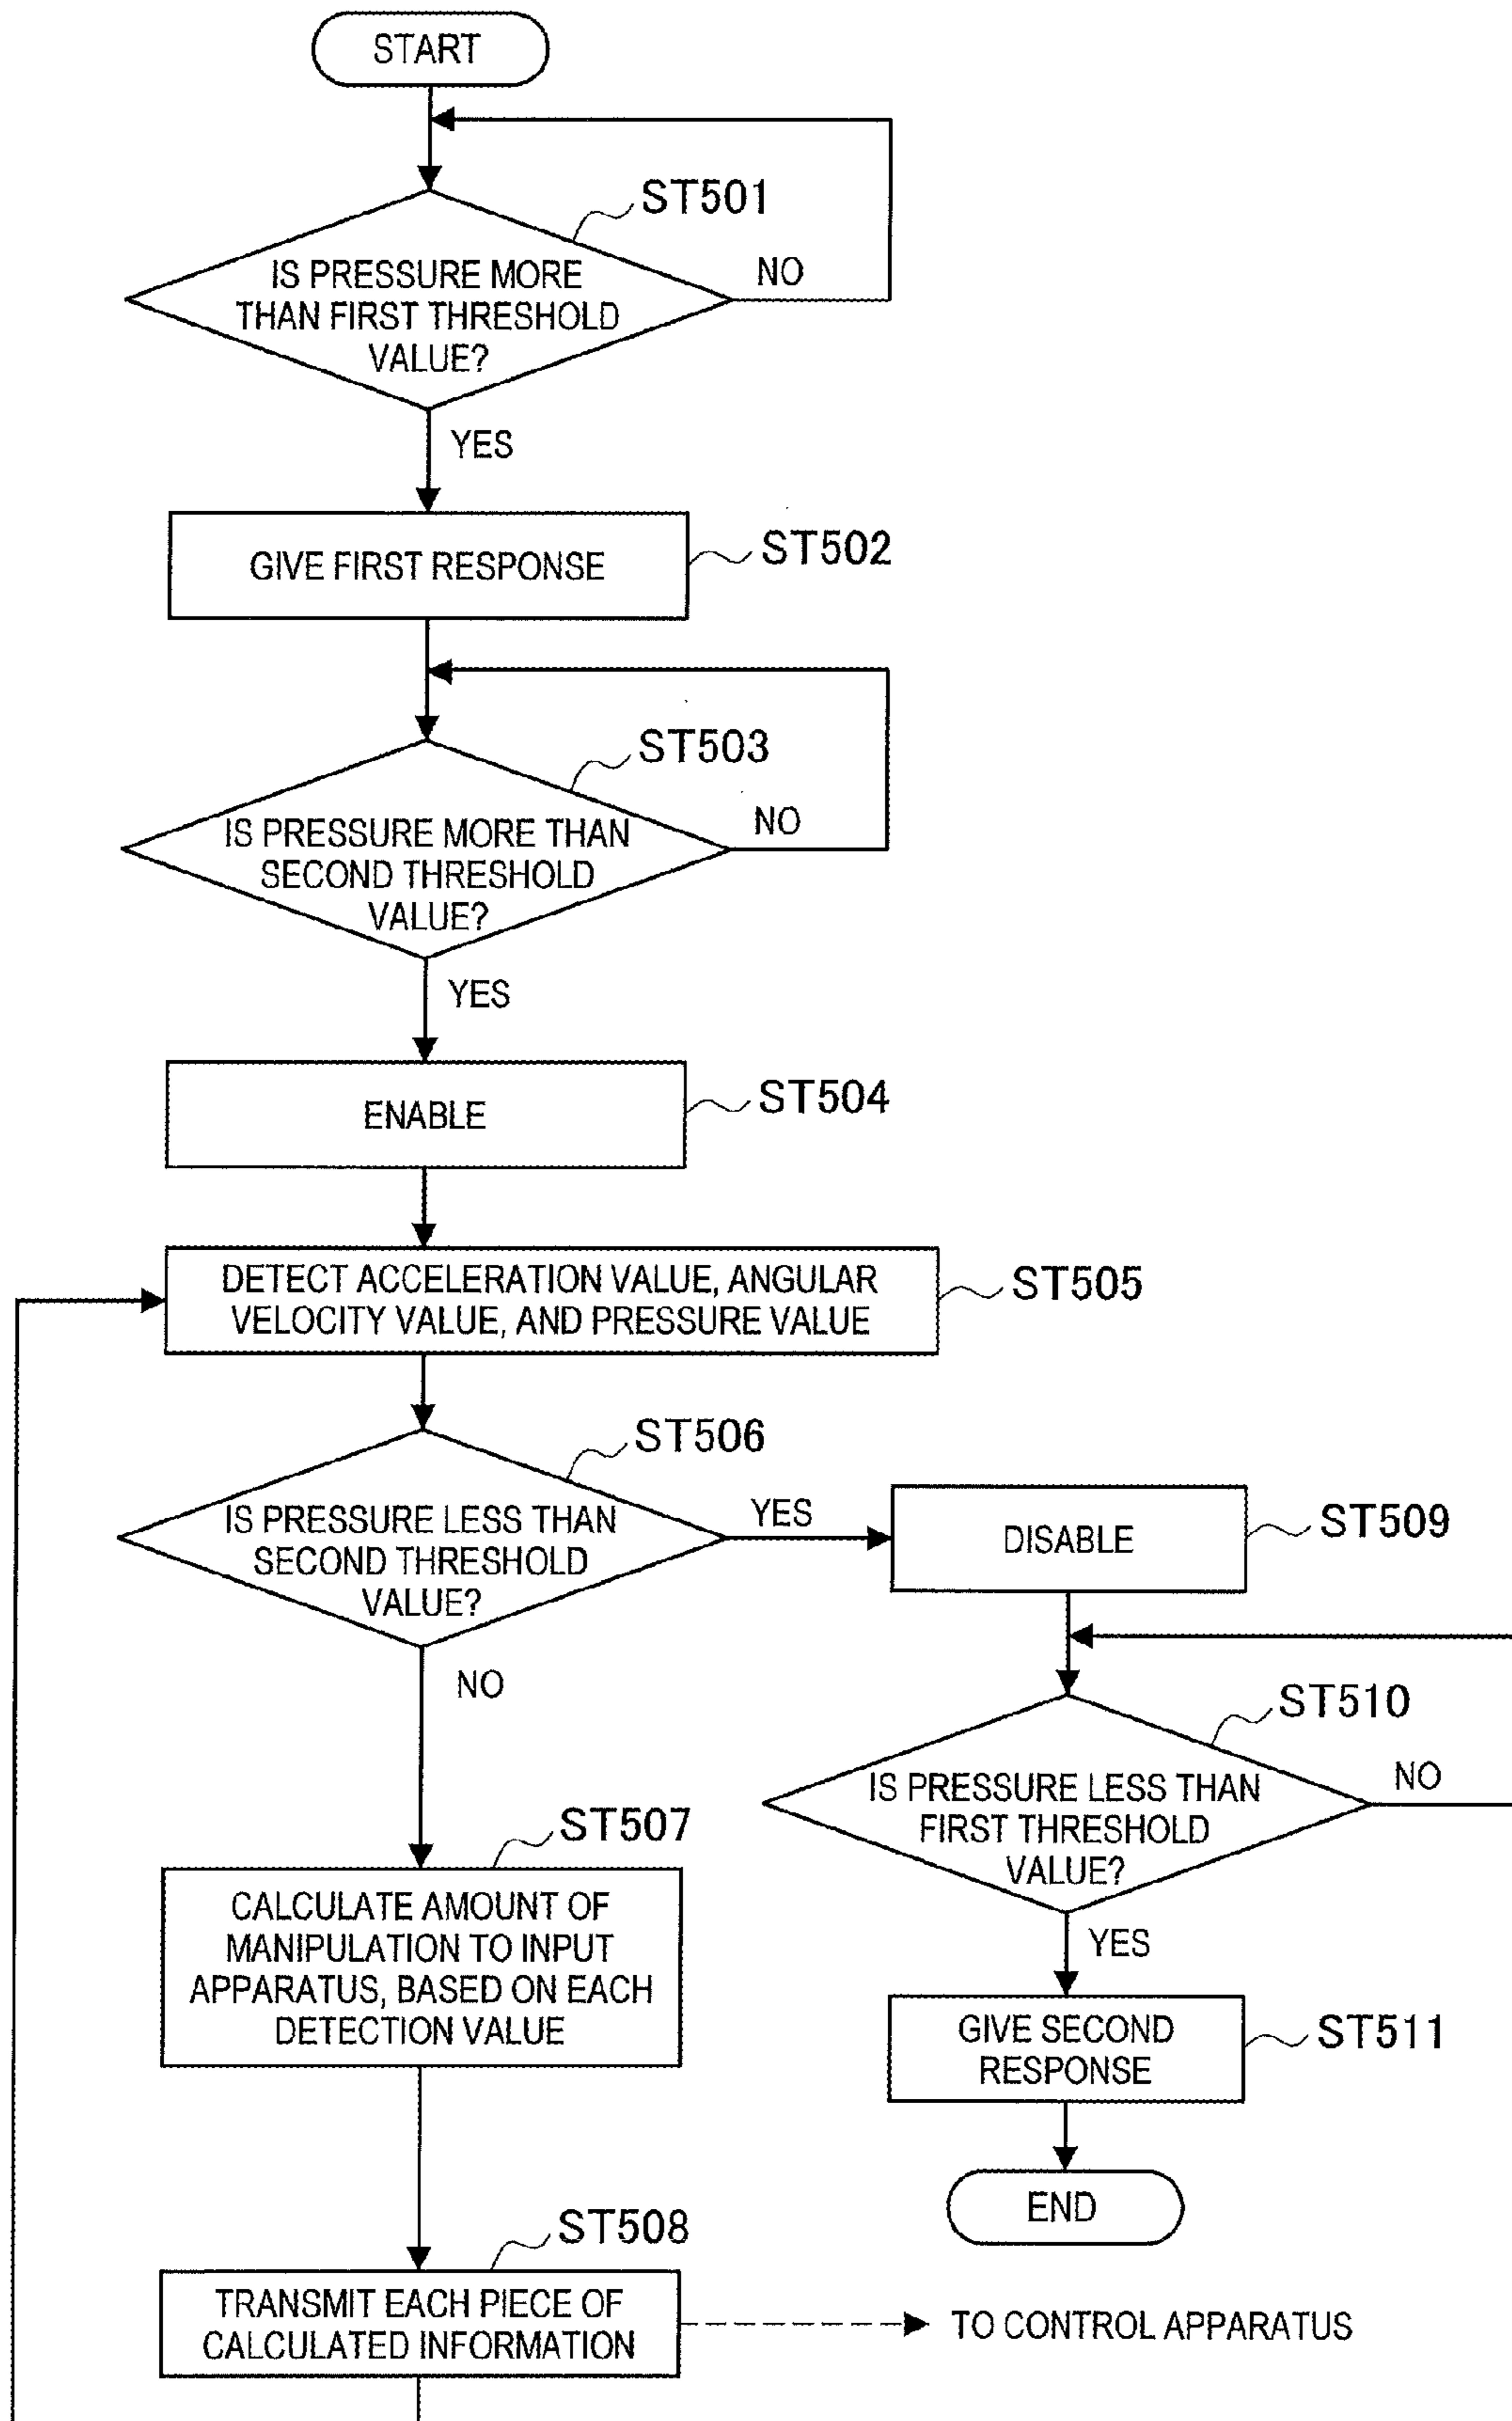 START
ST501
IS PRESSURE MORE
THAN FIRST THRESHOLD
VALUE?
NO
YES
GIVE FIRST RESPONSE
ST502
ST503
IS PRESSURE MORE THAN
SECOND THRESHOLD
VALUE?
NO
YES
ENABLE
ST504
DETECT ACCELERATION VALUE, ANGULAR
VELOCITY VALUE, AND PRESSURE VALUE
ST505
ST506
IS PRESSURE LESS THAN
SECOND THRESHOLD
VALUE?
YES
NO
DISABLE
ST509
ST510
IS PRESSURE LESS THAN
FIRST THRESHOLD
VALUE?
NO
YES
ST507
CALCULATE AMOUNT OF
MANIPULATION TO INPUT
APPARATUS, BASED ON EACH
DETECTION VALUE
GIVE SECOND
RESPONSE
ST511
END
ST508
TRANSMIT EACH PIECE OF
CALCULATED INFORMATION
TO CONTROL APPARATUS